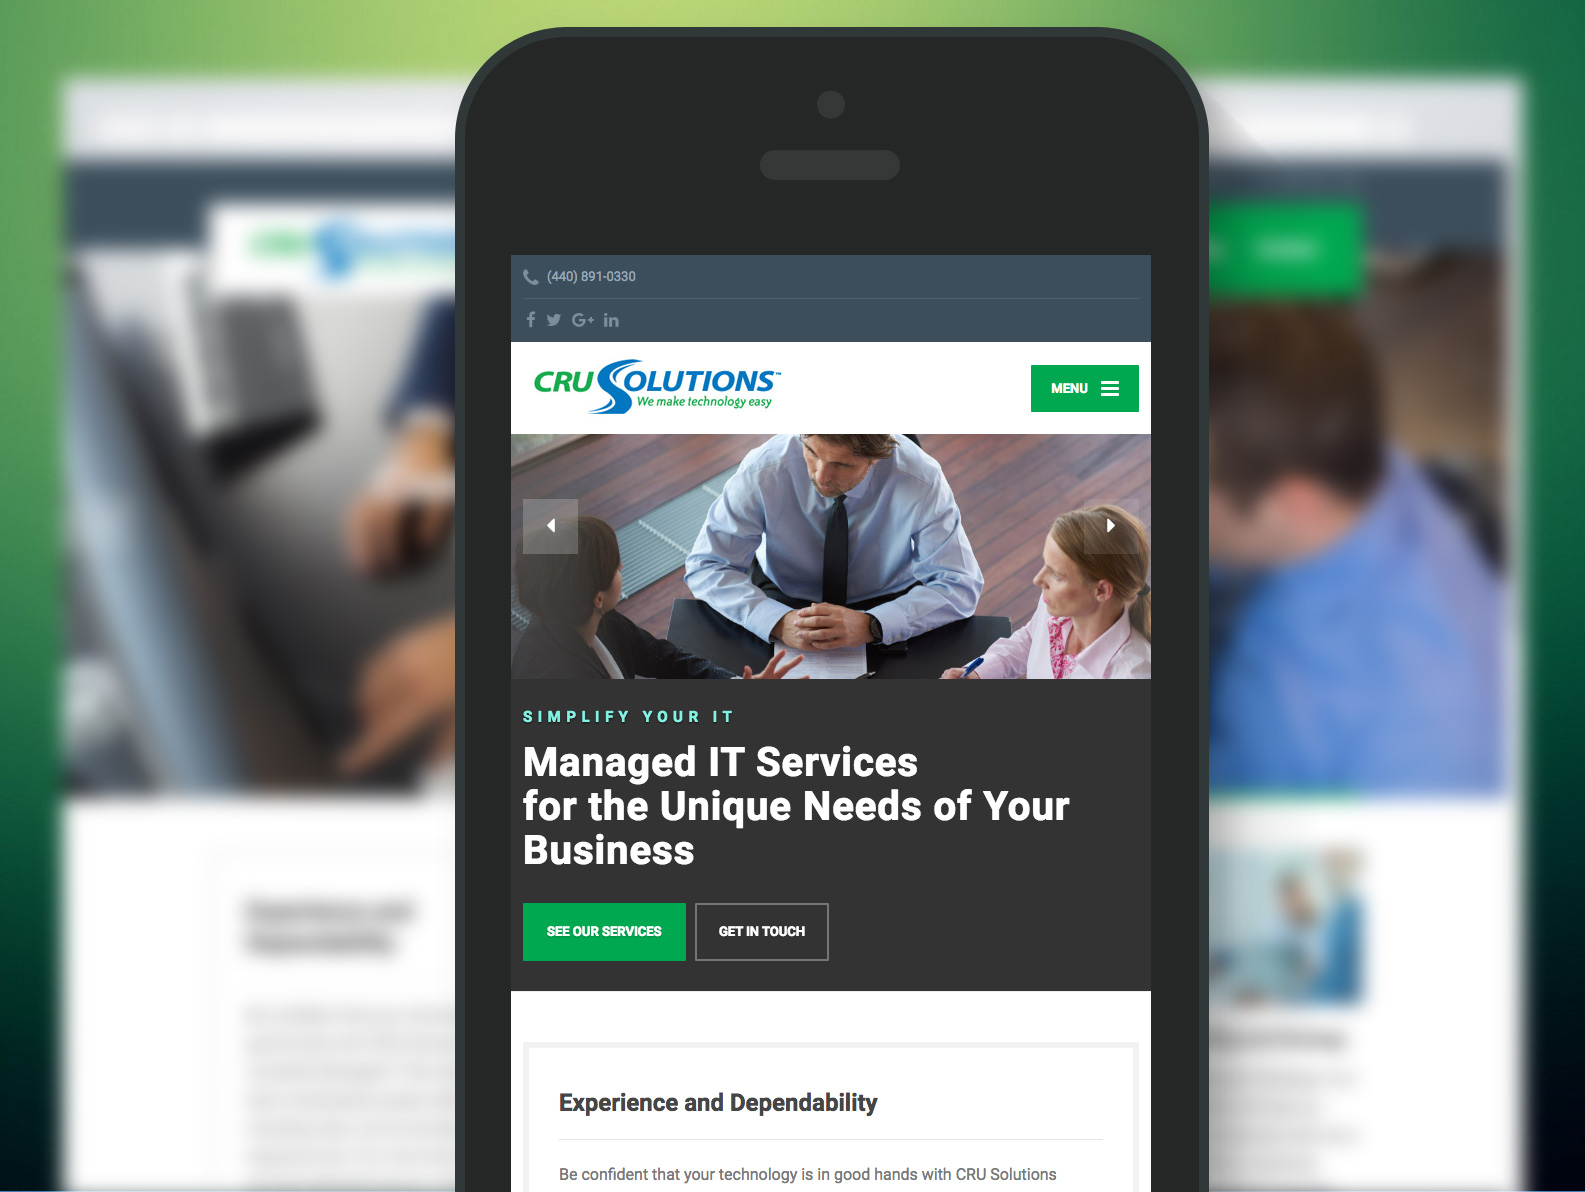 (440) 891-0330
CRU SOLUTIONS™
We make technology easy
MENU
SIMPLIFY YOUR IT
Managed IT Services
for the Unique Needs of Your
Business
SEE OUR SERVICES
GET IN TOUCH
Experience and Dependability
Be confident that your technology is in good hands with CRU Solutions